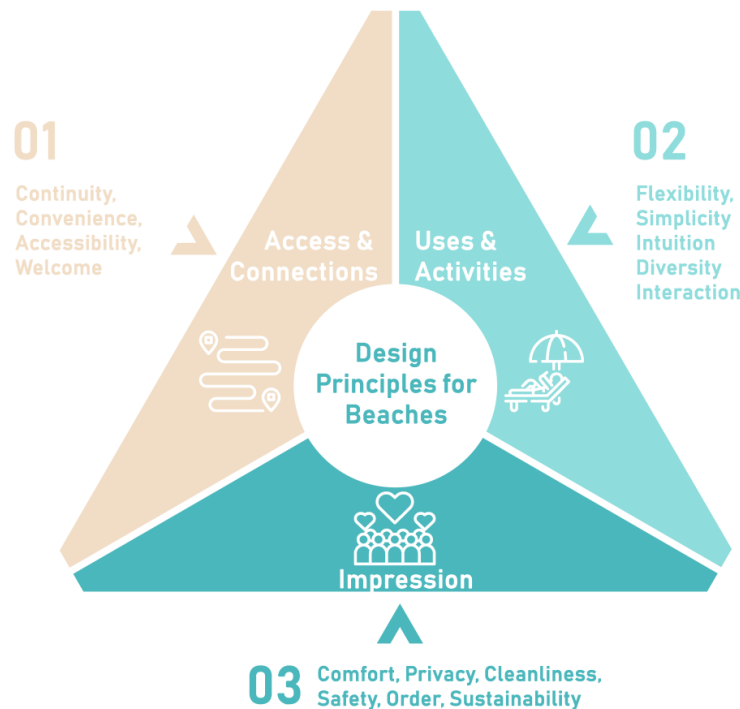 01
Continuity,
Convenience,
Accessibility,
Welcome
Access &
Connections
02
Flexibility,
Simplicity
Intuition
Diversity
Interaction
Uses &
Activities
Design
Principles for
Beaches
Impression
03
Comfort, Privacy, Cleanliness,
Safety, Order, Sustainability